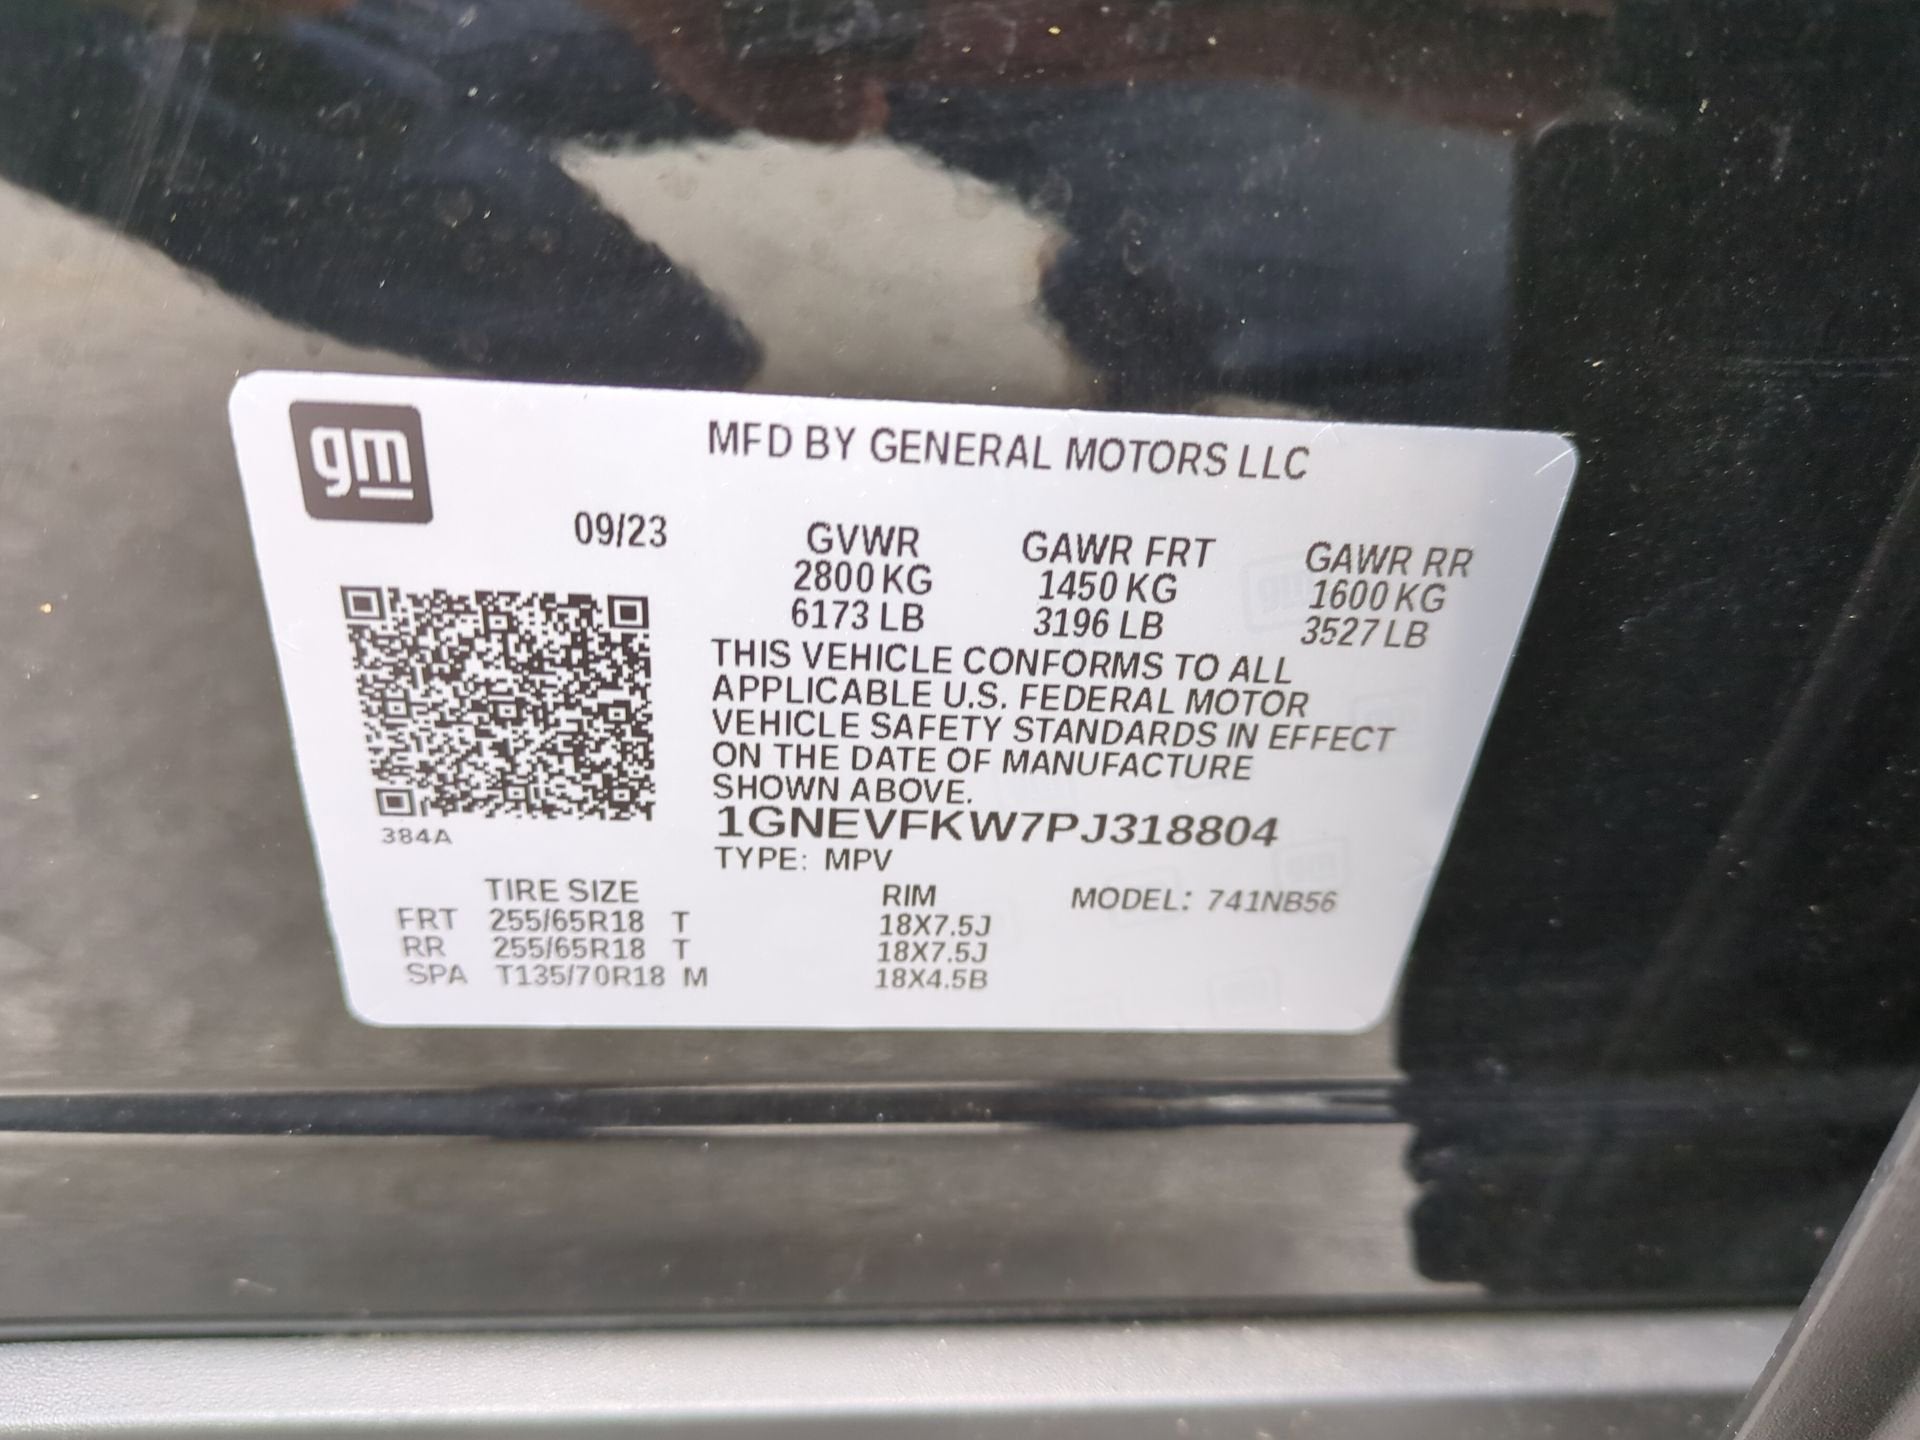 gm
MFD BY GENERAL MOTORS LLC
09/23
GVWR GAWR FRT GAWR RR
2800 KG 1450 KG 1600 KG
6173 LB 3196 LB 3527 LB
THIS VEHICLE CONFORMS TO ALL
APPLICABLE U.S. FEDERAL MOTOR
VEHICLE SAFETY STANDARDS IN EFFECT
ON THE DATE OF MANUFACTURE
SHOWN ABOVE.
384A
1GNEVFKW7PJ318804
TYPE: MPV
TIRE SIZE RIM MODEL: 741NB56
FRT 255/65R18 T 18X7.5J
RR 255/65R18 T 18X7.5J
SPA T135/70R18 M 18X4.5B